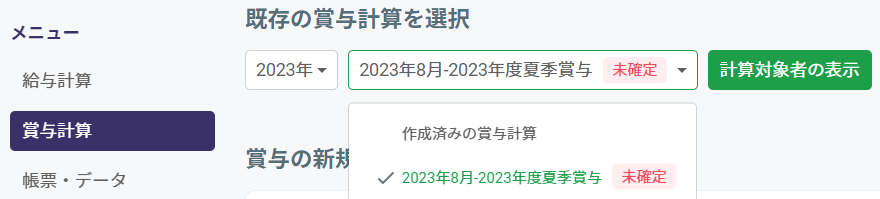 既存の賞与計算を選択
メニュー
2023年 2023年8月-2023年度夏季賞与 未確定 計算対象者の表示
給与計算
賞与計算
作成済みの賞与計算
賞与の新規
2023年8月-2023年度夏季賞与 未確定
帳票・データ